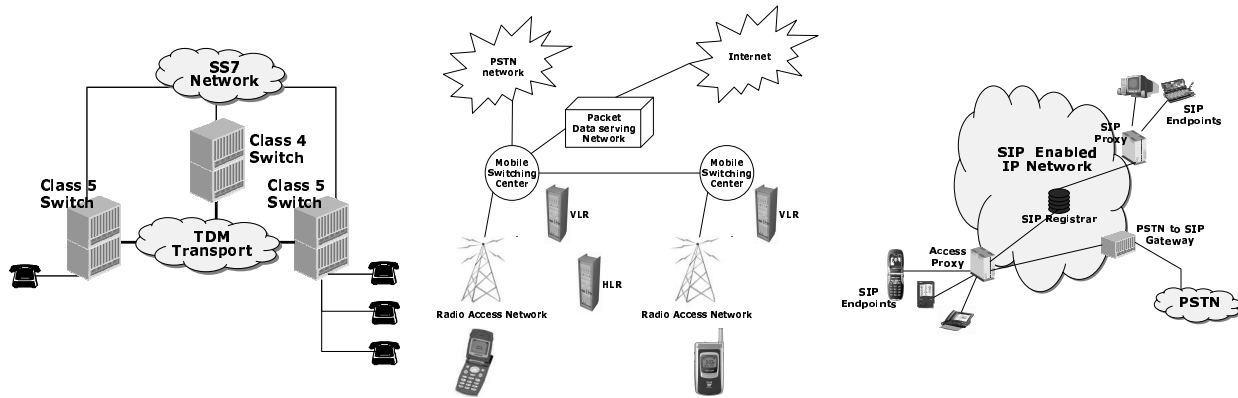 SS7
Network
Class 4
Switch
Class 5
Switch
Class 5
Switch
TDM
Transport
PSTN
network
Internet
Packet
Data serving
Network
Mobile
Switching
Center
Mobile
Switching
Center
VLR
VLR
HLR
Radio Access Network
Radio Access Network
SIP
Endpoints
SIP
Proxy
SIP Enabled
IP Network
SIP Registrar
PSTN to SIP
Gateway
Access
Proxy
SIP
Endpoints
PSTN